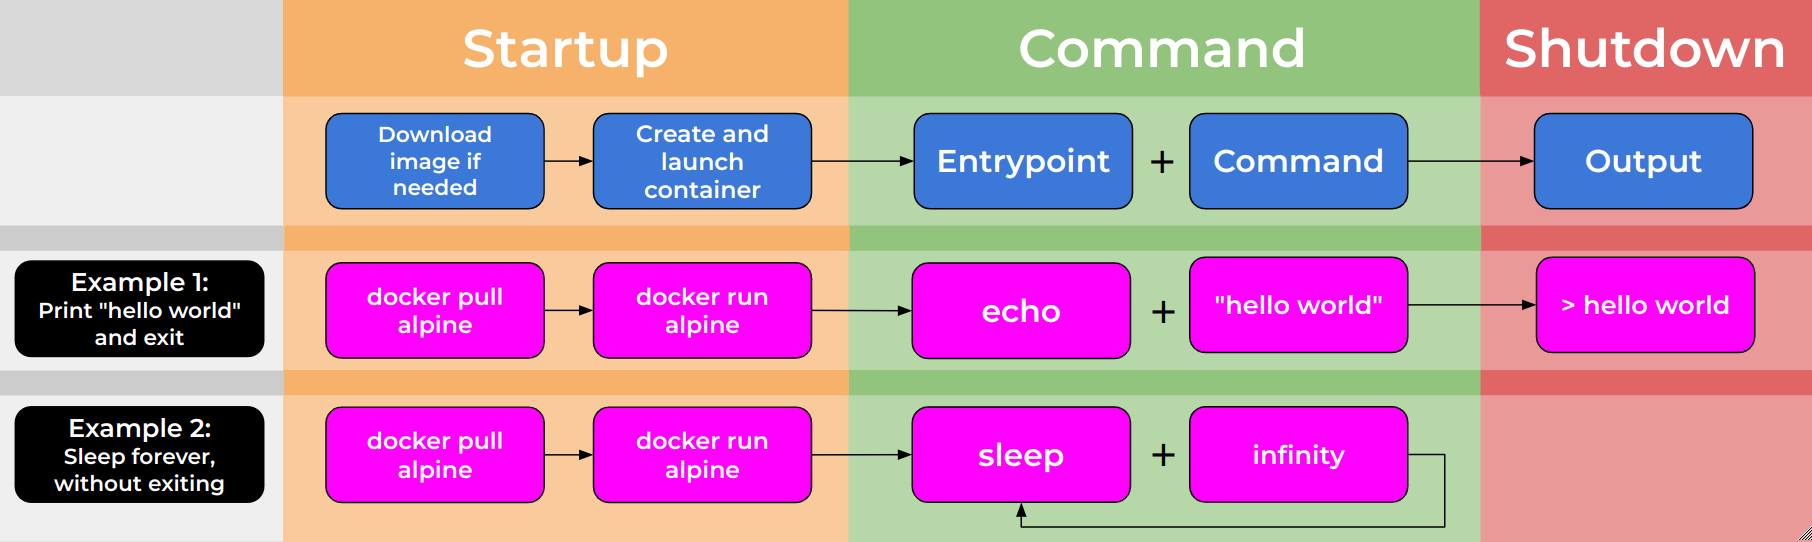 Startup
Command
Shutdown
Download
image if
needed
Create and
launch
container
Entrypoint
+
Command
Output
Example 1:
Print "hello world"
and exit
docker pull
alpine
docker run
alpine
echo
+
"hello world"
> hello world
Example 2:
Sleep forever,
without exiting
docker pull
alpine
docker run
alpine
sleep
+
infinity